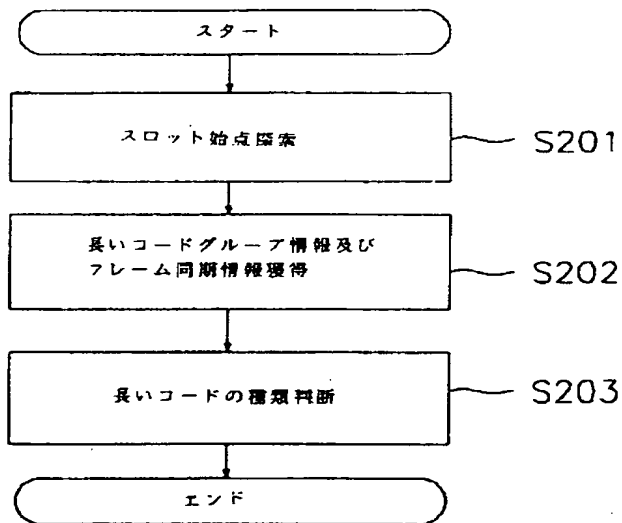 スタート
スロット始点探索
S201
長いコードグループ情報及び
フレーム同期情報獲得
S202
長いコードの種類判断
S203
エンド